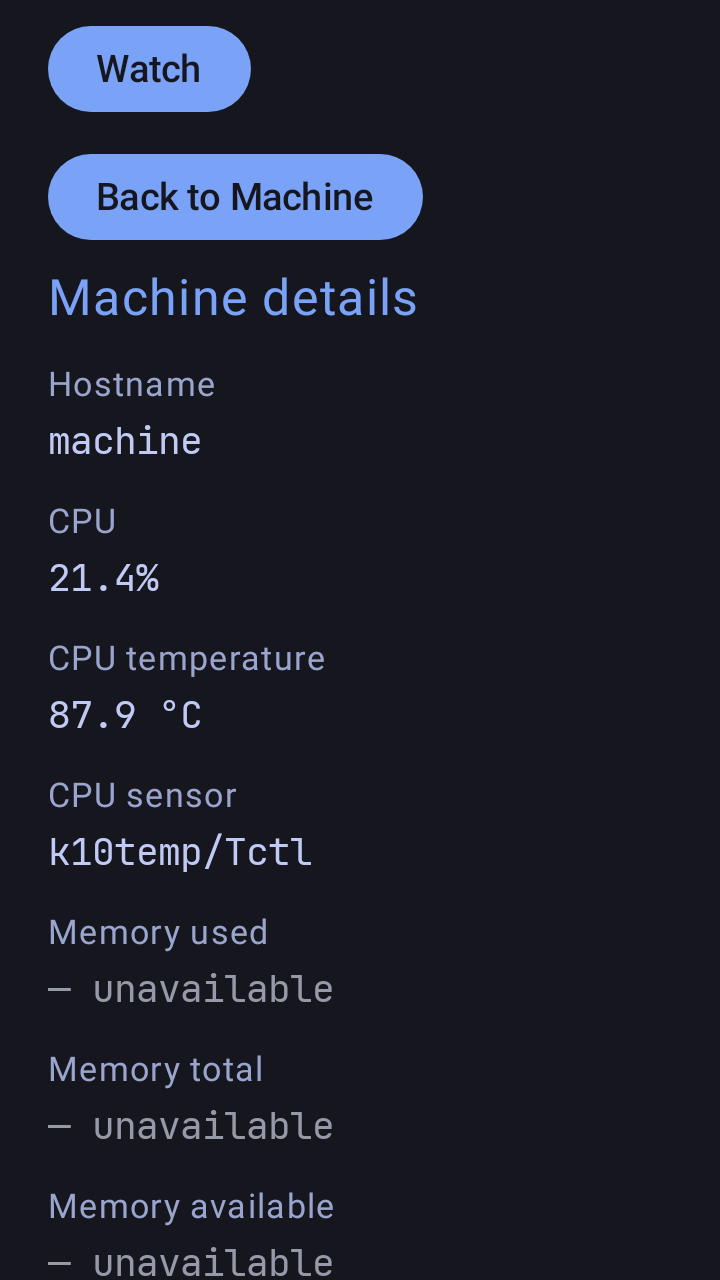 Watch
Back to Machine
Machine details
Hostname
machine
CPU
21.4%
CPU temperature
87.9 °C
CPU sensor
k10temp/Tctl
Memory used
— unavailable
Memory total
— unavailable
Memory available
— unavailable